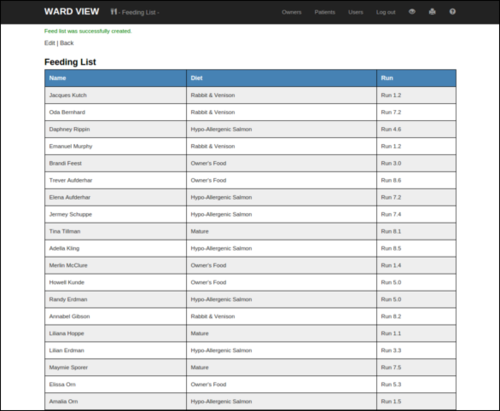 WARD VIEW - Feeding List - Owners Patients Users Log out
Feed list was successfully created.
Edit | Back
Feeding List
Name Diet Run
Jacques Kutch Rabbit & Venison Run 1.2
Oda Bernhard Rabbit & Venison Run 7.2
Daphney Rippin Hypo-Allergenic Salmon Run 4.6
Emanuel Murphy Rabbit & Venison Run 1.2
Brandi Feest Owner's Food Run 3.0
Trever Aufderhar Owner's Food Run 8.6
Elena Aufderhar Hypo-Allergenic Salmon Run 7.2
Jermey Schuppe Hypo-Allergenic Salmon Run 7.4
Tina Tillman Mature Run 8.1
Adella Kling Hypo-Allergenic Salmon Run 8.5
Merlin McClure Owner's Food Run 1.4
Howell Kunde Owner's Food Run 5.0
Randy Erdman Hypo-Allergenic Salmon Run 5.0
Annabel Gibson Rabbit & Venison Run 8.2
Liliana Hoppe Mature Run 1.1
Lilian Erdman Hypo-Allergenic Salmon Run 3.3
Maymie Sporer Mature Run 7.5
Elissa Orn Owner's Food Run 5.3
Amalia Orn Hypo-Allergenic Salmon Run 1.5